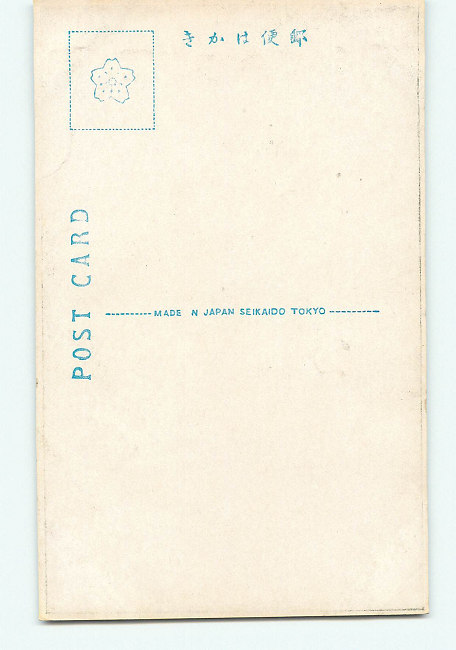 郵便はかき
POST CARD
MADE N JAPAN SEIKAIDO TOKYO